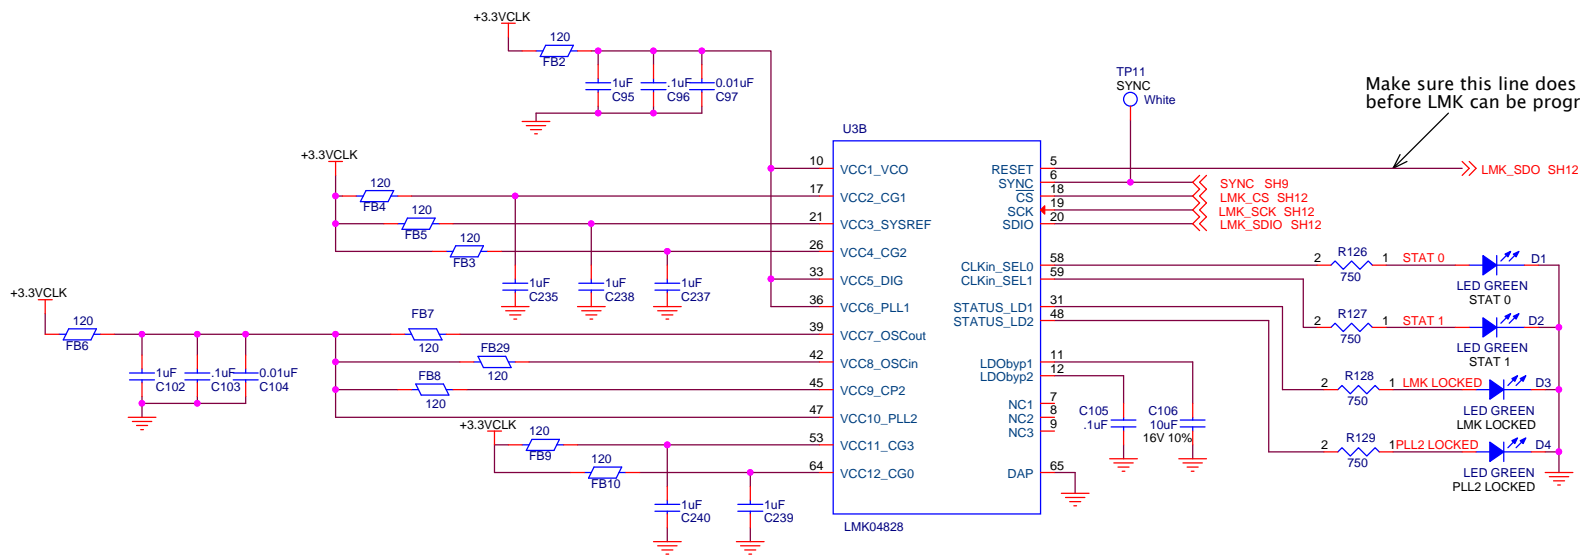 +3.3VCLK
120
FB2
1uF
C95
.1uF
C96
0.01uF
C97
TP11
SYNC
White
Make sure this line does
before LMK can be progr
U3B
+3.3VCLK
120
FB4
120
FB5
120
FB3
1uF
C235
1uF
C238
1uF
C237
+3.3VCLK
120
FB6
1uF
C102
.1uF
C103
0.01uF
C104
FB7
120
FB29
120
FB8
120
+3.3VCLK
120
FB9
120
FB10
1uF
C240
1uF
C239
10 VCC1_VCO
17 VCC2_CG1
21 VCC3_SYSREF
26 VCC4_CG2
33 VCC5_DIG
36 VCC6_PLL1
39 VCC7_OSCout
42 VCC8_OSCin
45 VCC9_CP2
47 VCC10_PLL2
53 VCC11_CG3
64 VCC12_CG0
RESET 5
SYNC 6
CS 18
SCK 19
SDIO 20
CLKin_SEL0 58
CLKin_SEL1 59
STATUS_LD1 31
STATUS_LD2 48
LDObyp1 11
LDObyp2 12
NC1 7
NC2 8
NC3 9
DAP 65
LMK04828
LMK_SDO SH12
SYNC SH9
LMK_CS SH12
LMK_SCK SH12
LMK_SDIO SH12
2 R126 1 STAT 0 D1
750
LED GREEN
STAT 0
2 R127 1 STAT 1 D2
750
LED GREEN
STAT 1
2 R128 1 LMK LOCKED D3
750
LED GREEN
LMK LOCKED
2 R129 1 PLL2 LOCKED D4
750
LED GREEN
PLL2 LOCKED
C105
.1uF
C106
10uF
16V 10%